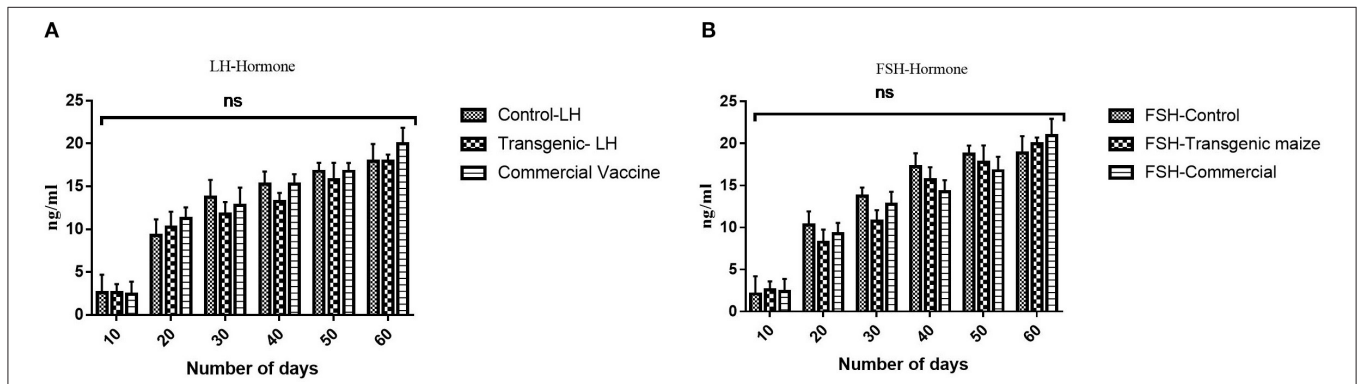 A
LH-Hormone
ns
25
20
15
10
5
0
ng/ml
10
20
30
40
50
60
Number of days
Control-LH
Transgenic- LH
Commercial Vaccine
B
FSH-Hormone
ns
25
20
15
10
5
0
ng/ml
10
20
30
40
50
60
Number of days
FSH-Control
FSH-Transgenic maize
FSH-Commercial